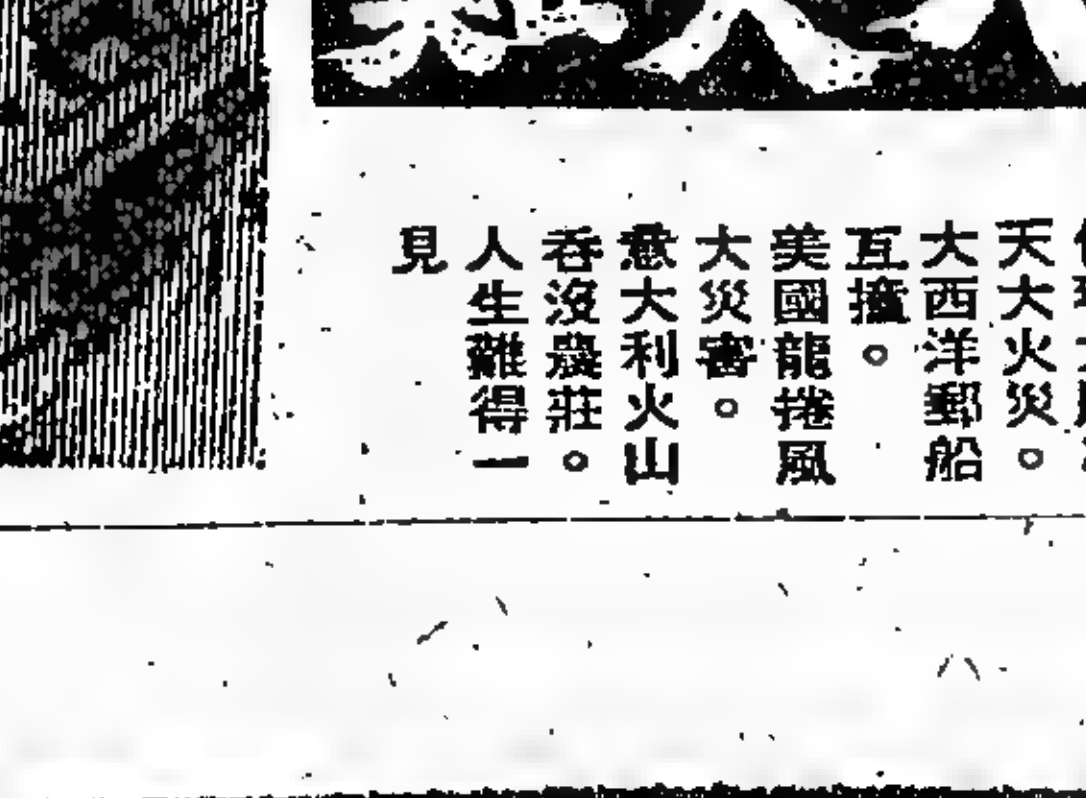 天大火災。
大西洋郵船
互撞。
美國龍捲風
大災害。
意大利火山
吞沒農莊。
人生難得一
見